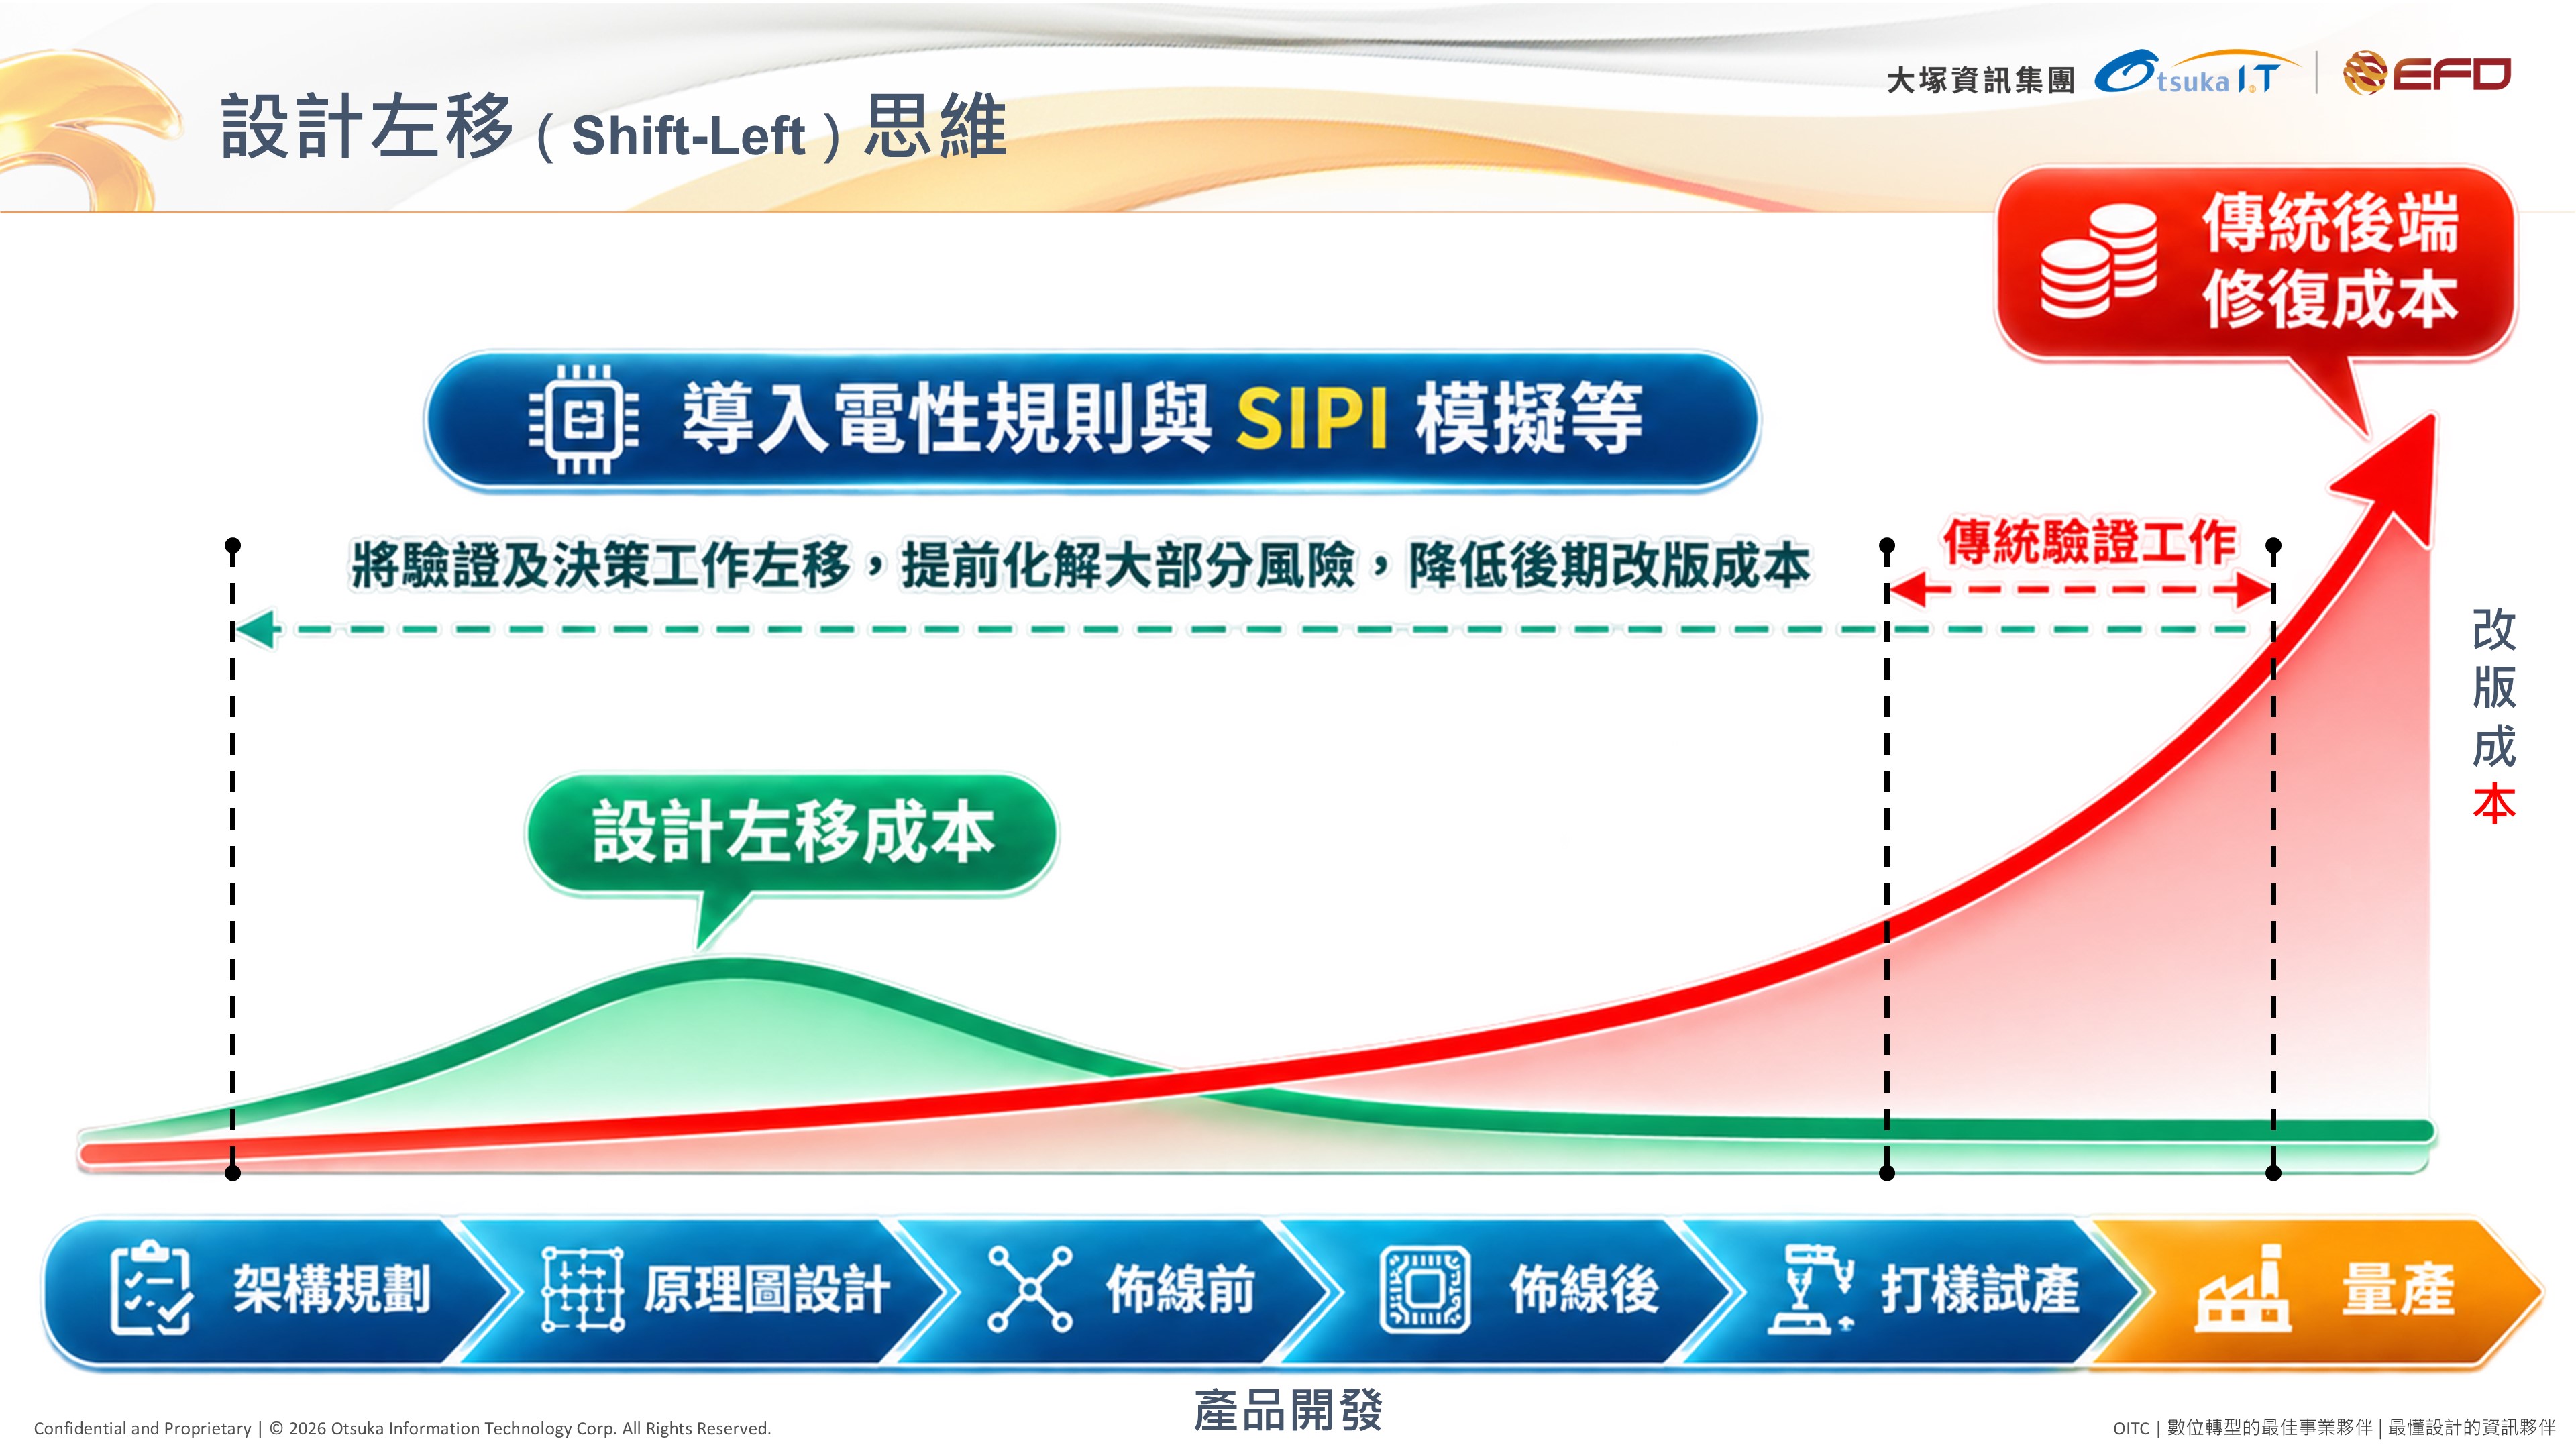 設計左移（Shift-Left）思維
大塚資訊集團 Otsuka I.T EFD
傳統後端
修復成本
導入電性規則與 SIPI 模擬等
將驗證及決策工作左移，提前化解大部分風險，降低後期改版成本
傳統驗證工作
改版成本
設計左移成本
架構規劃
原理圖設計
佈線前
佈線後
打樣試產
量產
產品開發
Confidential and Proprietary | © 2026 Otsuka Information Technology Corp. All Rights Reserved.
OITC | 數位轉型的最佳事業夥伴 | 最懂設計的資訊夥伴